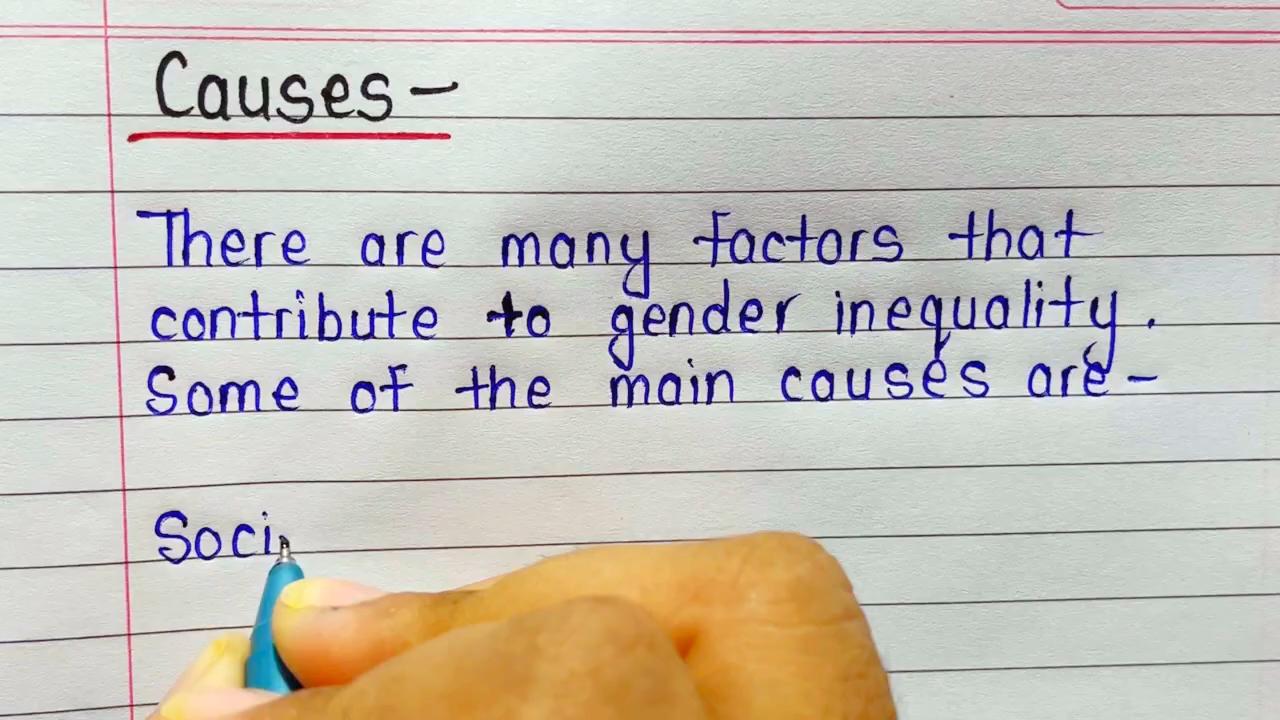 Causes -
There are many factors that
contribute to gender inequality.
Some of the main causes are -
Soci